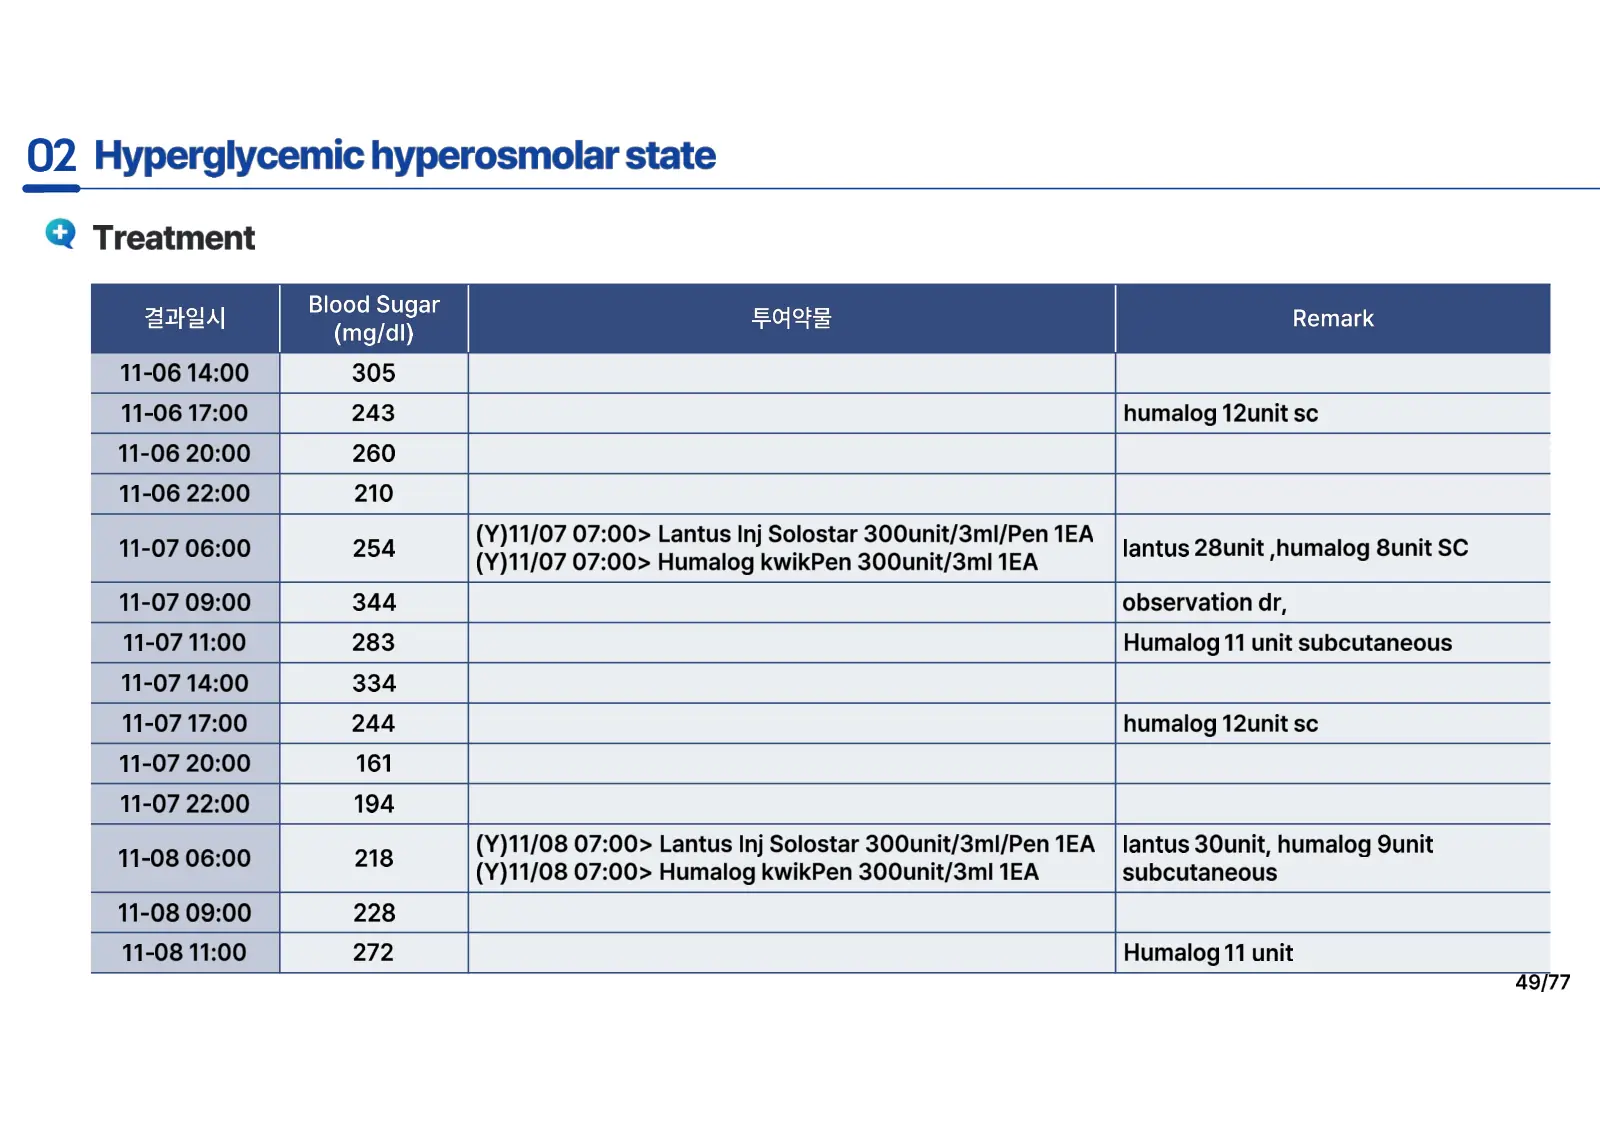 02 Hyperglycemic hyperosmolar state
Treatment
결과일시 Blood Sugar (mg/dl) 투여약물 Remark
11-06 14:00 305
11-06 17:00 243 humalog 12unit sc
11-06 20:00 260
11-06 22:00 210
11-07 06:00 254 (Y)11/07 07:00> Lantus Inj Solostar 300unit/3ml/Pen 1EA lantus 28unit ,humalog 8unit SC
(Y)11/07 07:00> Humalog kwikPen 300unit/3ml 1EA
11-07 09:00 344 observation dr,
11-07 11:00 283 Humalog 11 unit subcutaneous
11-07 14:00 334
11-07 17:00 244 humalog 12unit sc
11-07 20:00 161
11-07 22:00 194
11-08 06:00 218 (Y)11/08 07:00> Lantus Inj Solostar 300unit/3ml/Pen 1EA lantus 30unit, humalog 9unit
(Y)11/08 07:00> Humalog kwikPen 300unit/3ml 1EA subcutaneous
11-08 09:00 228
11-08 11:00 272 Humalog 11 unit
49/77